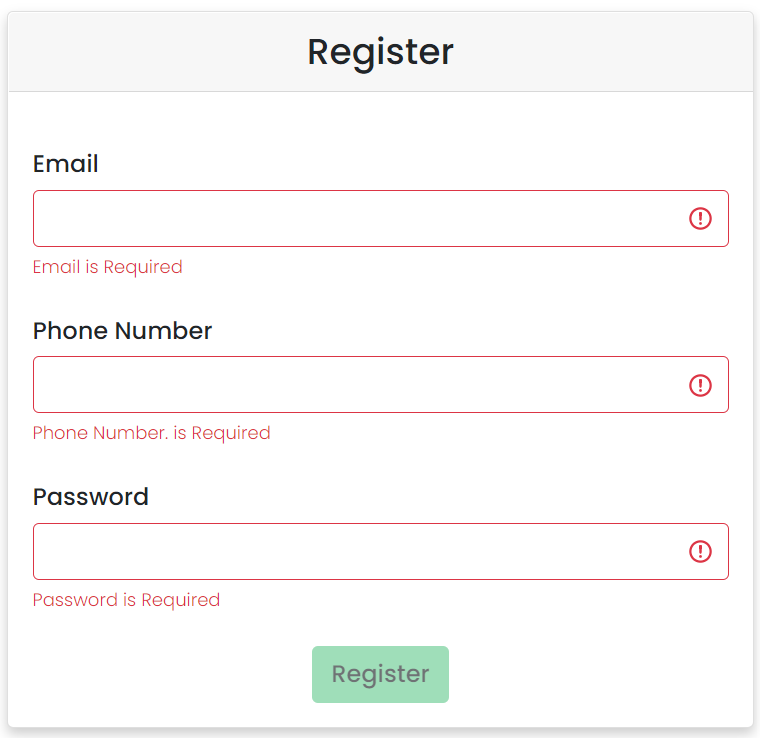 Register
Email
Email is Required
Phone Number
Phone Number. is Required
Password
Password is Required
Register